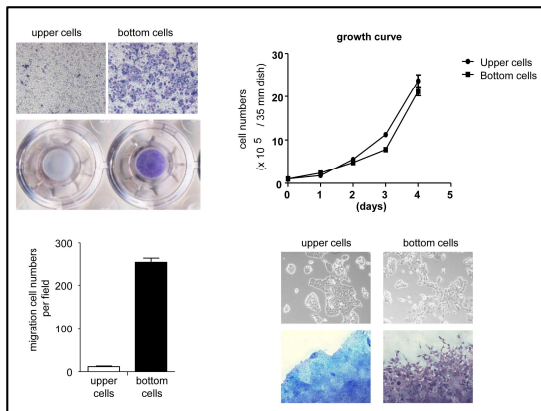 upper cells bottom cells
growth curve
Upper cells
Bottom cells
cell numbers
(x 10 5 / 35 mm dish)
30
20
10
0
0 1 2 3 4 5
(days)
migration cell numbers
per field
300
200
100
0
upper cells
bottom cells
upper cells bottom cells